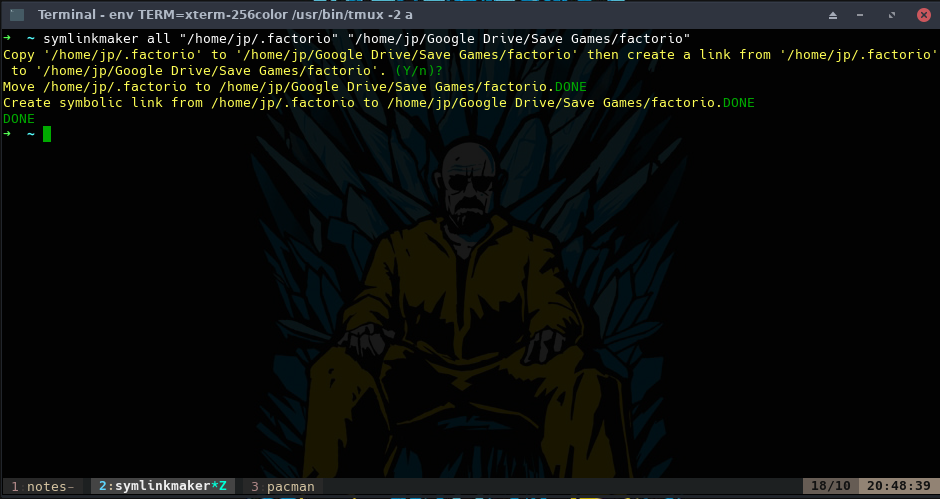 Terminal - env TERM=xterm-256color /usr/bin/tmux -2 a
➜  ~ symlinkmaker all "/home/jp/.factorio" "/home/jp/Google Drive/Save Games/factorio"
Copy '/home/jp/.factorio' to '/home/jp/Google Drive/Save Games/factorio' then create a link from '/home/jp/.factorio'
 to '/home/jp/Google Drive/Save Games/factorio'. (Y/n)?
Move /home/jp/.factorio to /home/jp/Google Drive/Save Games/factorio.DONE
Create symbolic link from /home/jp/.factorio to /home/jp/Google Drive/Save Games/factorio.DONE
DONE
➜  ~
1:notes- 2:symlinkmaker*Z 3:pacman 18/10 20:48:39